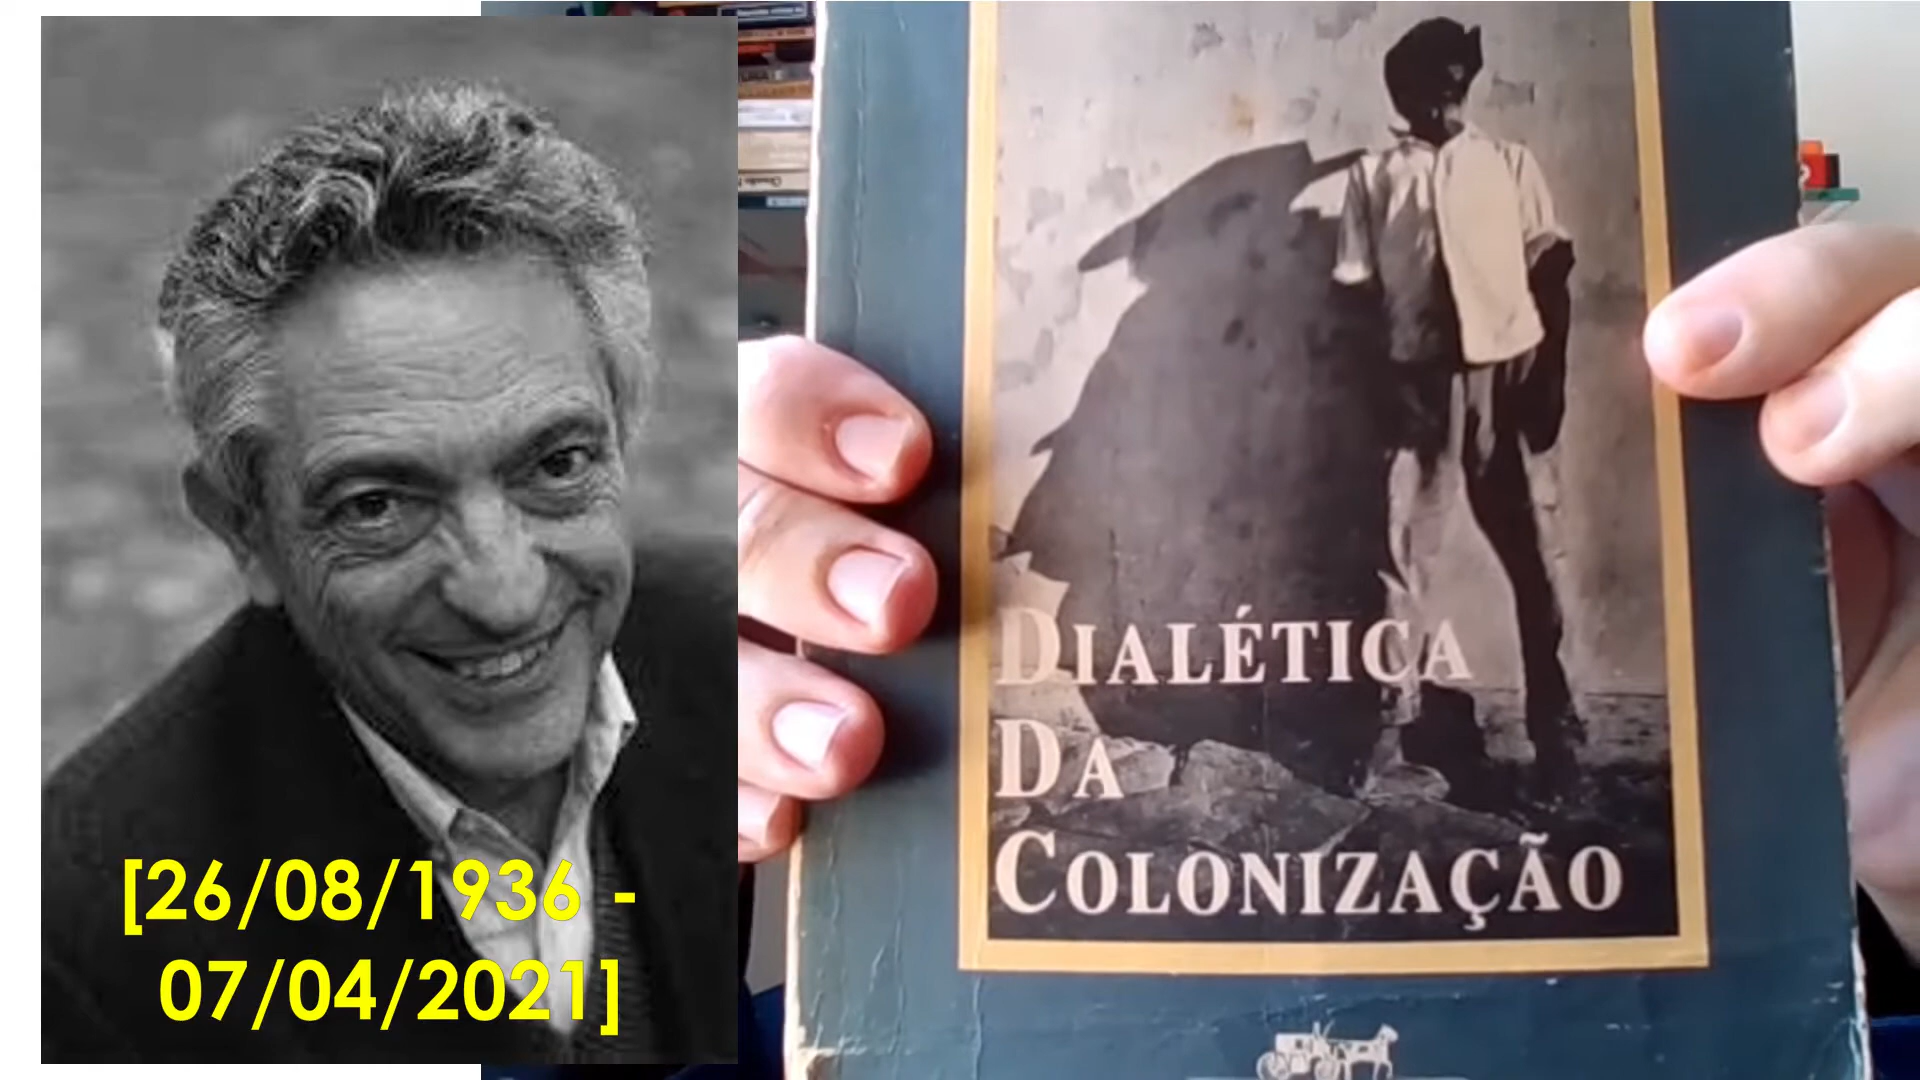 [26/08/1936 -
07/04/2021]
DIALÉTICA
DA
COLONIZAÇÃO